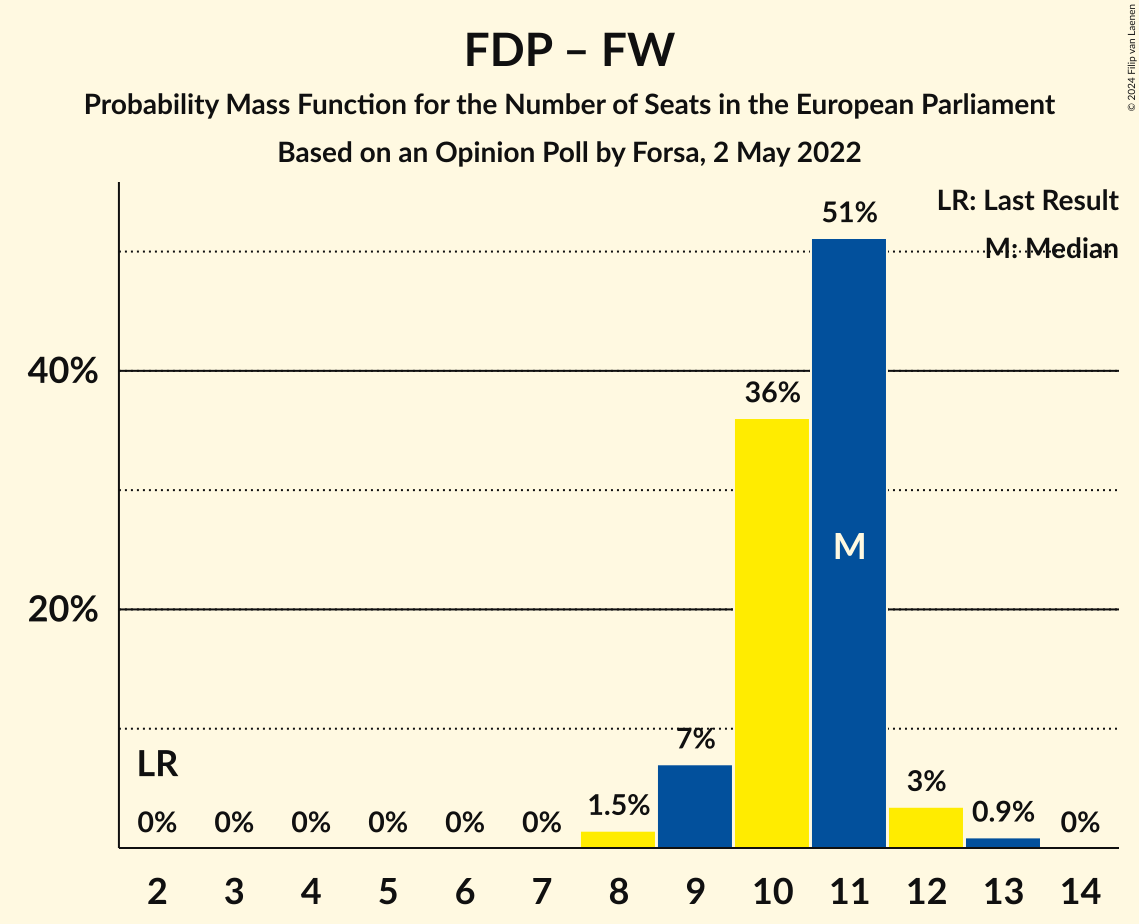 FDP – FW
Probability Mass Function for the Number of Seats in the European Parliament
Based on an Opinion Poll by Forsa, 2 May 2022
© 2024 Filip van Laenen
LR: Last Result
M: Median
51%
40%
36%
M
20%
7%
LR
3%
1.5%
0.9%
0% 0% 0% 0% 0% 0% 0%
2 3 4 5 6 7 8 9 10 11 12 13 14